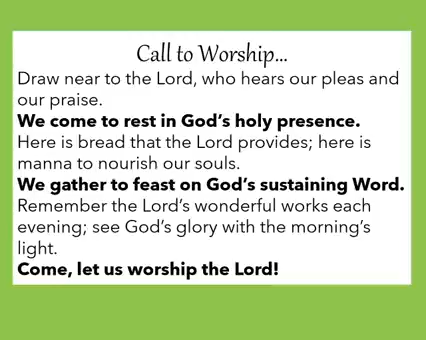 Call to Worship...
Draw near to the Lord, who hears our pleas and
our praise.
We come to rest in God's holy presence.
Here is bread that the Lord provides; here is
manna to nourish our souls.
We gather to feast on God's sustaining Word.
Remember the Lord's wonderful works each
evening; see God's glory with the morning's
light.
Come, let us worship the Lord!